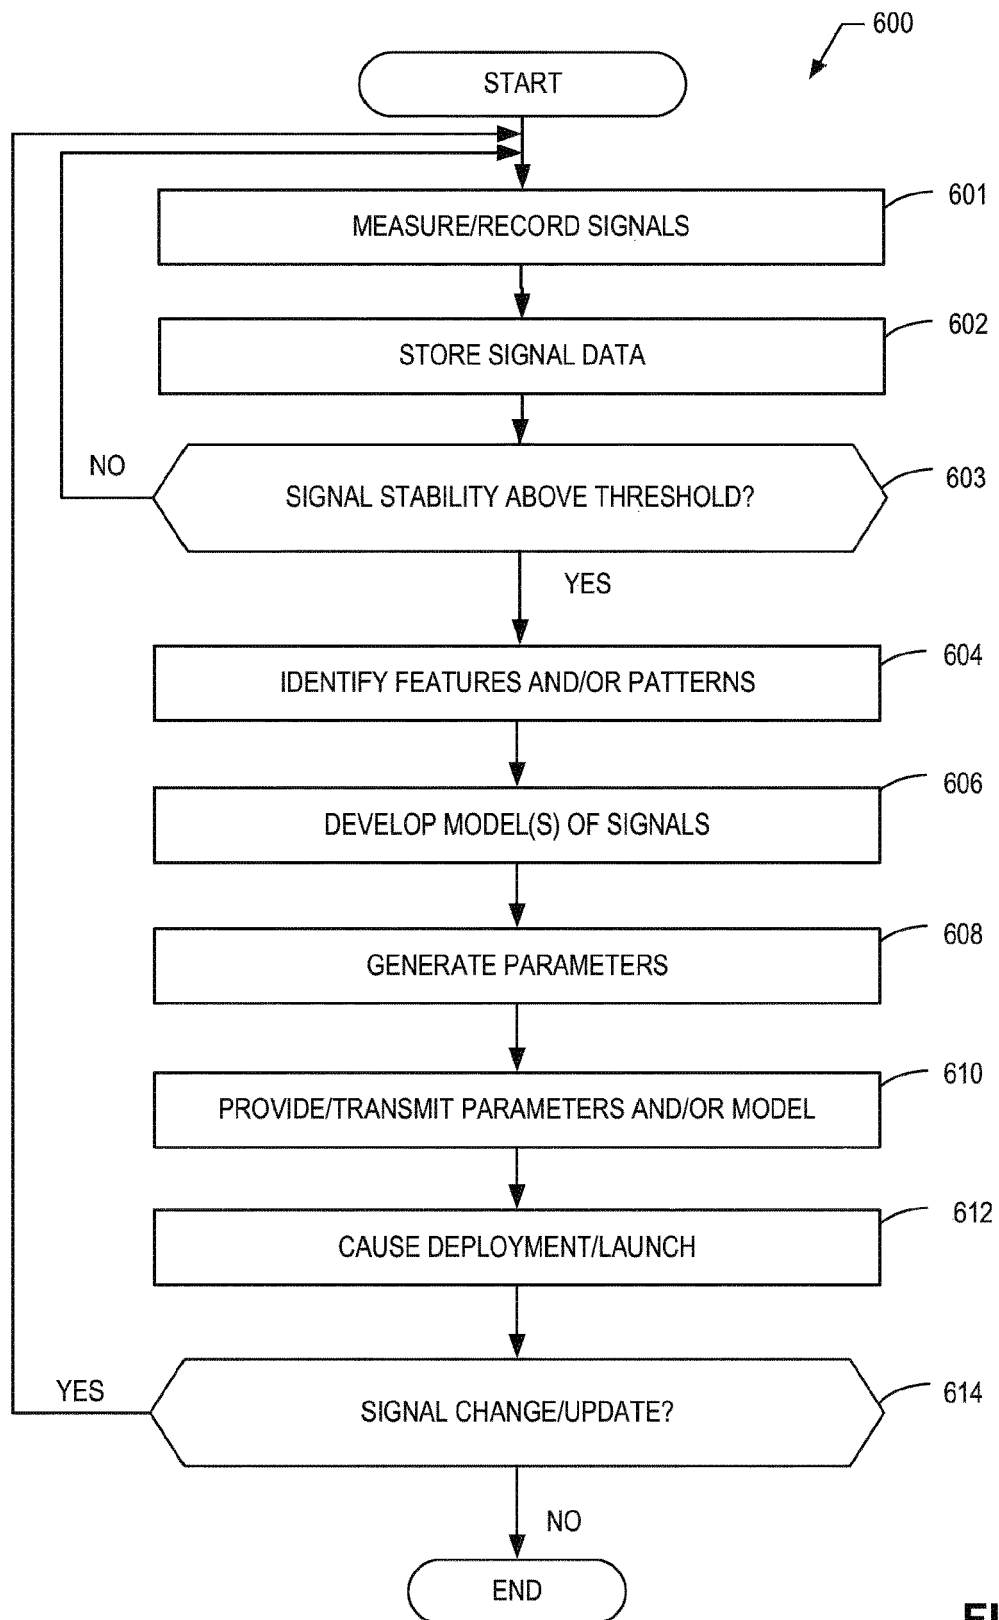 600
START
MEASURE/RECORD SIGNALS
601
STORE SIGNAL DATA
602
SIGNAL STABILITY ABOVE THRESHOLD?
603
NO
YES
IDENTIFY FEATURES AND/OR PATTERNS
604
DEVELOP MODEL(S) OF SIGNALS
606
GENERATE PARAMETERS
608
PROVIDE/TRANSMIT PARAMETERS AND/OR MODEL
610
CAUSE DEPLOYMENT/LAUNCH
612
SIGNAL CHANGE/UPDATE?
614
YES
NO
END